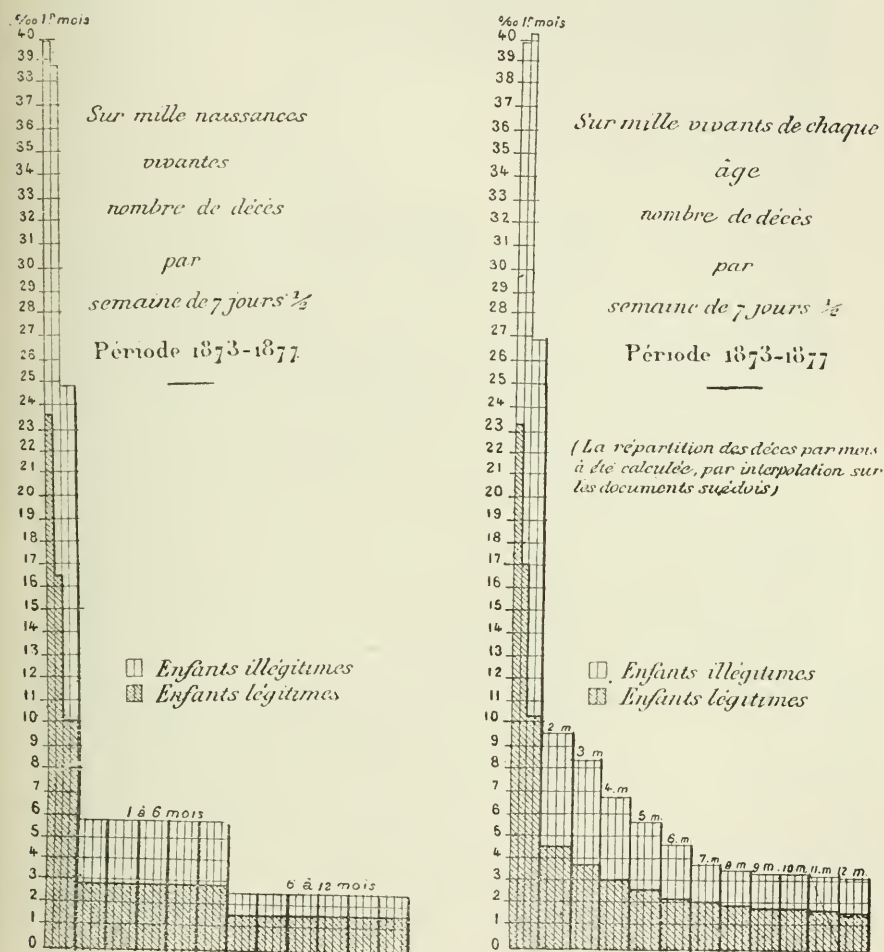 ‰ 1er mois
40
39
33
37
36
35
34
33
32
31
30
29
28
27
26
25
24
23
22
21
20
19
18
17
16
15
14
13
12
11
10
9
8
7
6
5
4
3
2
1
0
Sur mille naissances
vivantes
nombre de décès
par
semaine de 7 jours ½
Période 1873-1877
Enfants illégitimes
Enfants légitimes
1 à 6 mois
6 à 12 mois
‰ 1er mois
40
39
38
37
36
35
34
33
32
31
30
29
28
27
26
25
24
23
22
21
20
19
18
17
16
15
14
13
12
11
10
9
8
7
6
5
4
3
2
1
0
Sur mille vivants de chaque
âge
nombre de décès
par
semaine de 7 jours ½
Période 1873-1877
(La répartition des décès par mois
à été calculée, par interpolation sur
les documents suédois)
Enfants illégitimes
Enfants légitimes
2 m
3 m
4. m
5 m.
6. m
7. m
8 m
9 m.
10 m
11. m
12 m.